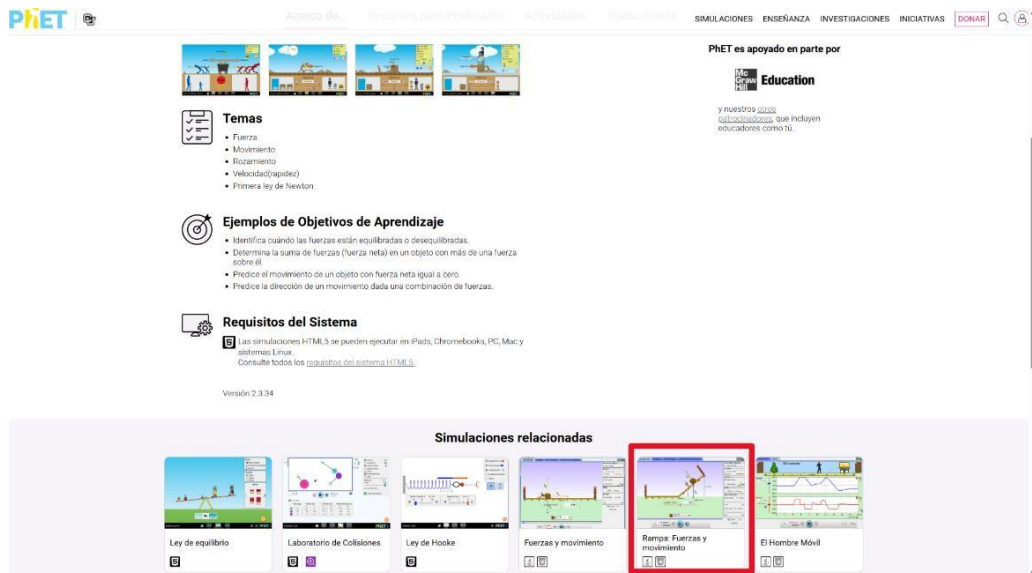 PhET
Acerca de... Recursos para Profesores Actividades Traducciones
SIMULACIONES ENSEÑANZA INVESTIGACIONES INICIATIVAS DONAR
Temas
• Fuerza
• Movimiento
• Rozamiento
• Velocidad(rapidez)
• Primera ley de Newton
Ejemplos de Objetivos de Aprendizaje
• Identifica cuándo las fuerzas están equilibradas o desequilibradas.
• Determina la suma de fuerzas (fuerza neta) en un objeto con más de una fuerza
sobre él.
• Predice el movimiento de un objeto con fuerza neta igual a cero.
• Predice la dirección de un movimiento dada una combinación de fuerzas.
Requisitos del Sistema
Las simulaciones HTML5 se pueden ejecutar en iPads, Chromebooks, PC, Mac y
sistemas Linux.
Consulte todos los requisitos del sistema HTML5.
Versión 2.3.34
PhET es apoyado en parte por
Mc
Graw
Hill
Education
y nuestros otros
patrocinadores, que incluyen
educadores como tú.
Simulaciones relacionadas
Ley de equilibrio
Laboratorio de Colisiones
Ley de Hooke
Fuerzas y movimiento
Rampa: Fuerzas y
movimiento
El Hombre Móvil